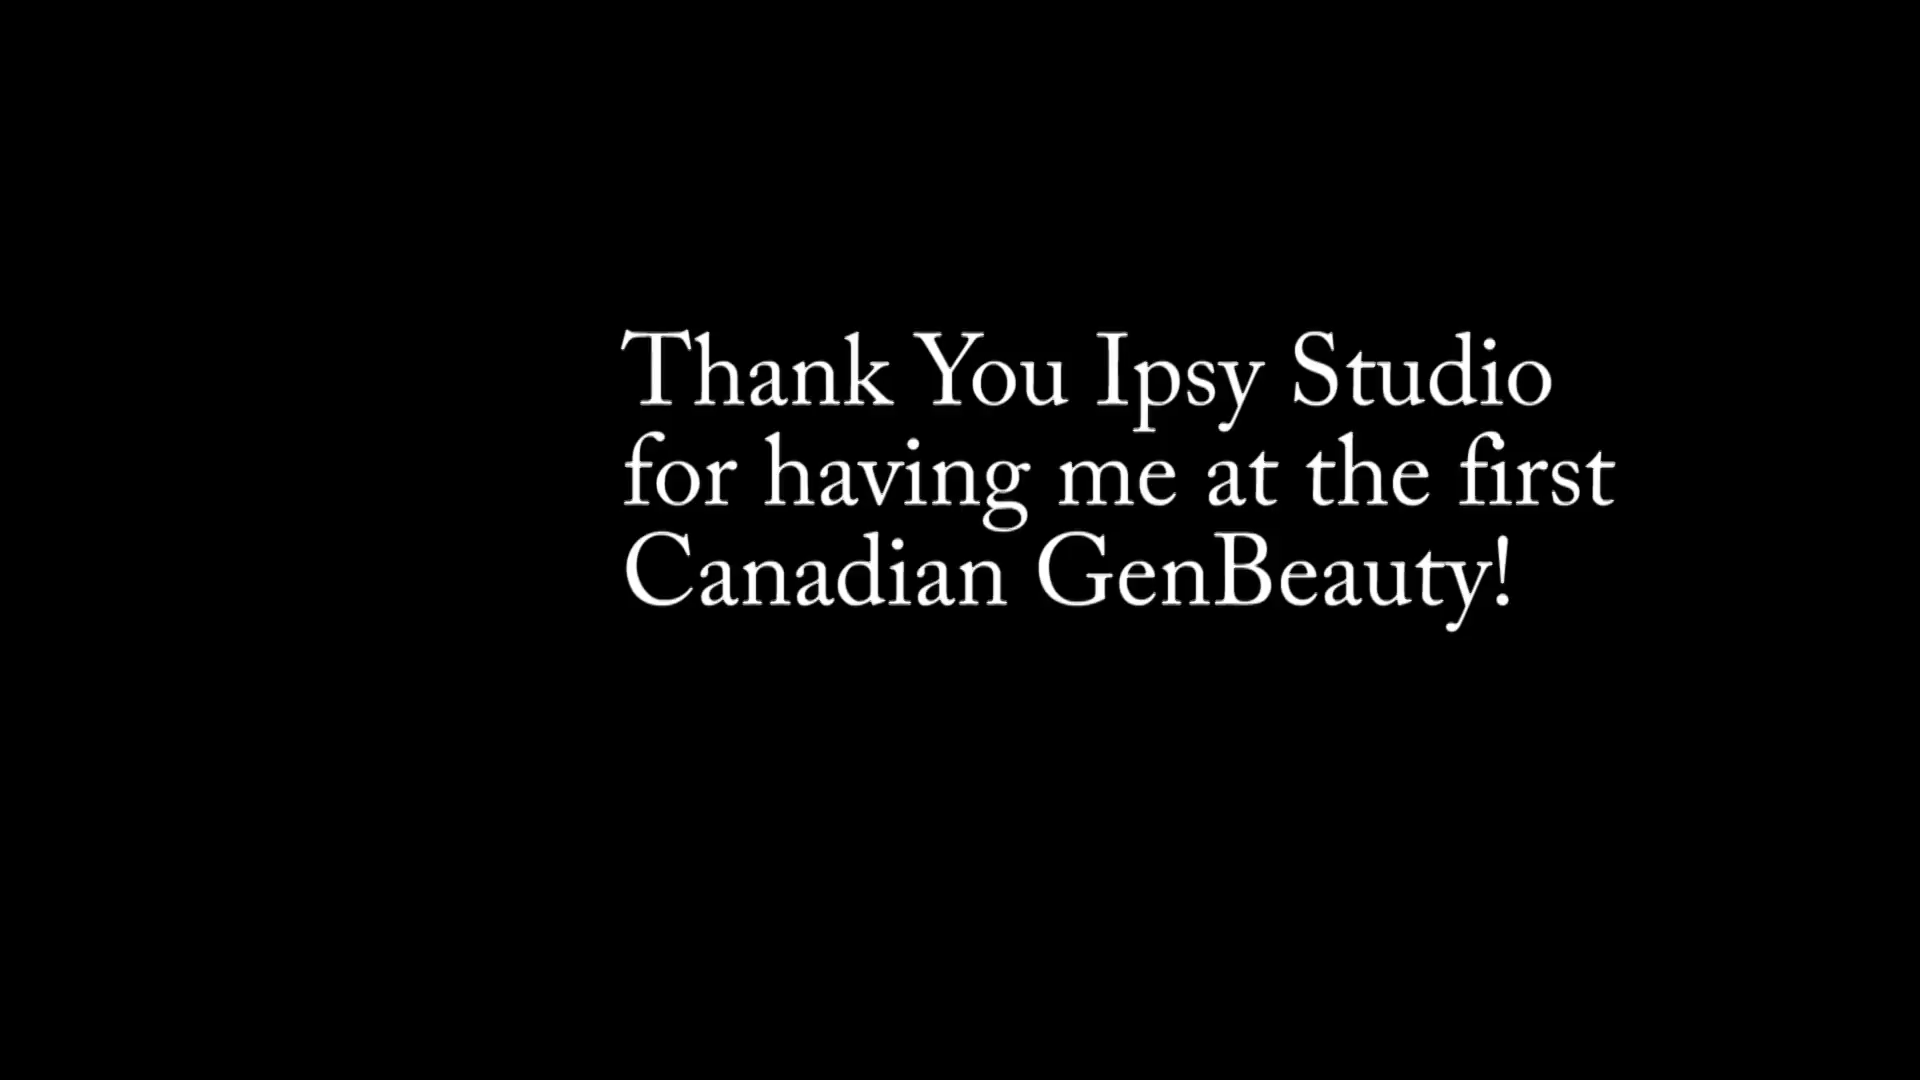 Thank You Ipsy Studio
for having me at the first
Canadian GenBeauty!